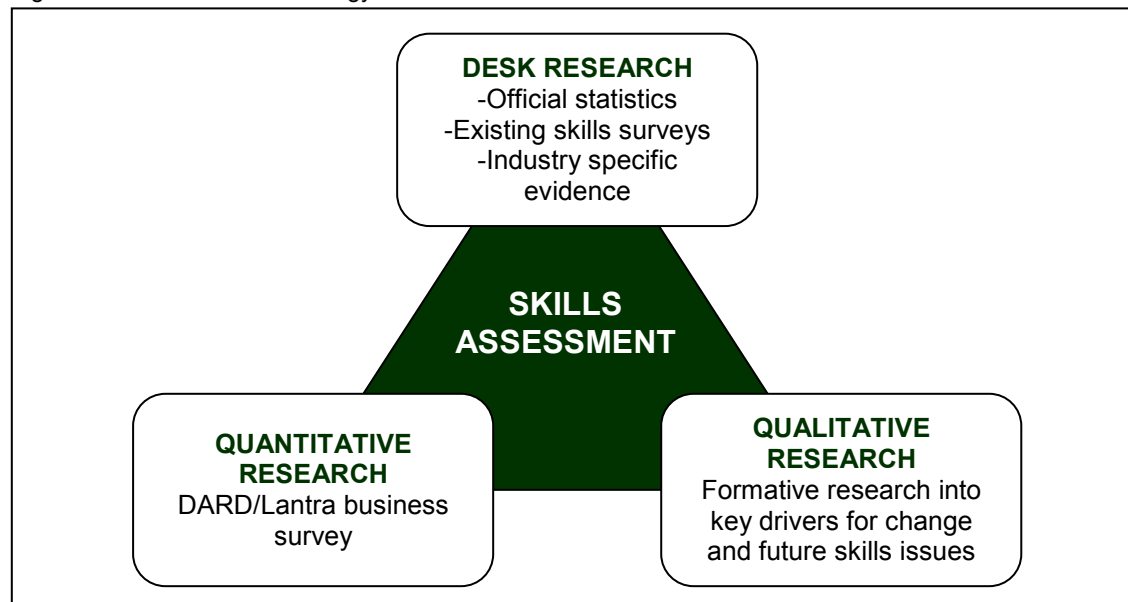 DESK RESEARCH
-Official statistics
-Existing skills surveys
-Industry specific
evidence
SKILLS
ASSESSMENT
QUANTITATIVE
RESEARCH
DARD/Lantra business
survey
QUALITATIVE
RESEARCH
Formative research into
key drivers for change
and future skills issues